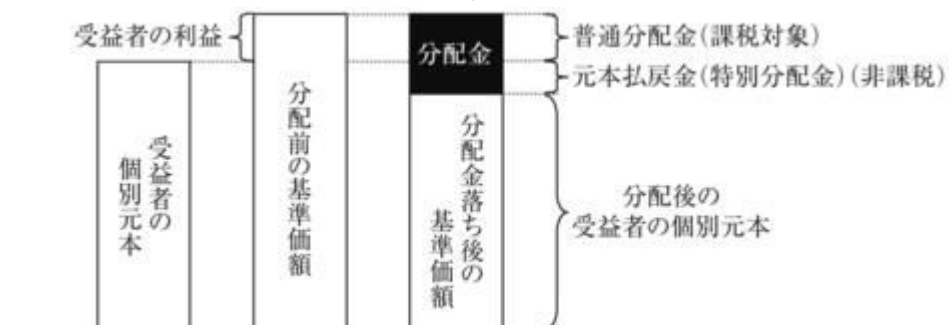 受益者の利益
分配金
普通分配金(課税対象)
元本払戻金(特別分配金)(非課税)
受益者の
個別元本
分配前の基準価額
分配金落ち後の
基準価額
分配後の
受益者の個別元本